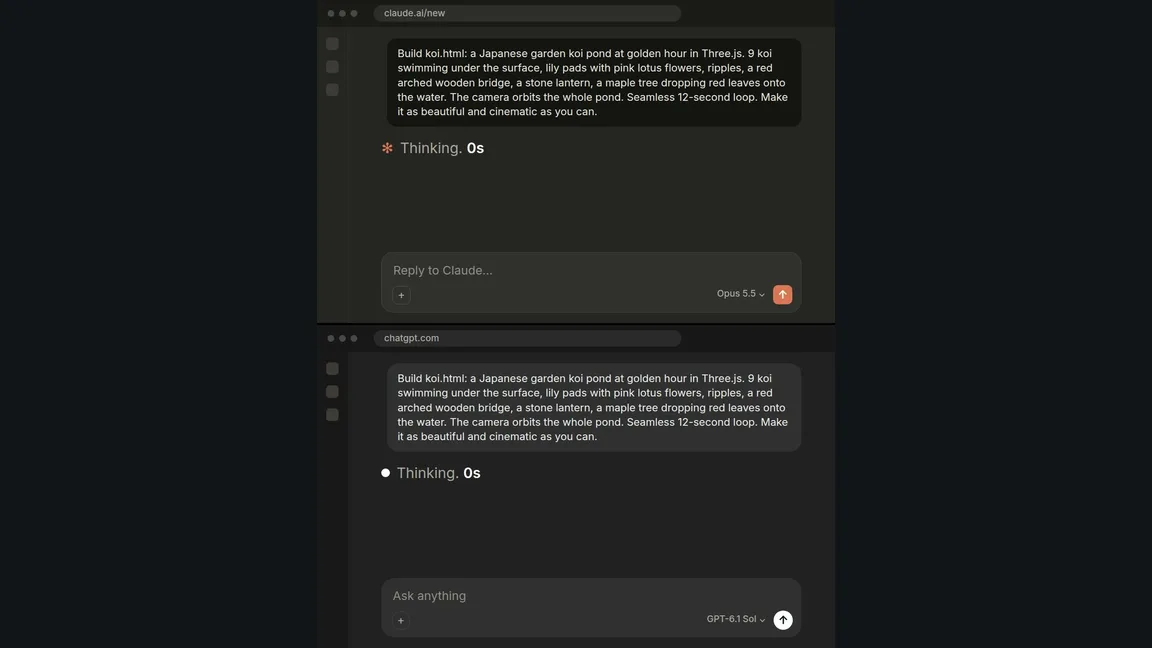 claude.ai/new
Build koi.html: a Japanese garden koi pond at golden hour in Three.js. 9 koi
swimming under the surface, lily pads with pink lotus flowers, ripples, a red
arched wooden bridge, a stone lantern, a maple tree dropping red leaves onto
the water. The camera orbits the whole pond. Seamless 12-second loop. Make
it as beautiful and cinematic as you can.
Thinking. 0s
Reply to Claude...
+
Opus 5.5
chatgpt.com
Build koi.html: a Japanese garden koi pond at golden hour in Three.js. 9 koi
swimming under the surface, lily pads with pink lotus flowers, ripples, a red
arched wooden bridge, a stone lantern, a maple tree dropping red leaves onto
the water. The camera orbits the whole pond. Seamless 12-second loop. Make
it as beautiful and cinematic as you can.
Thinking. 0s
Ask anything
+
GPT-6.1 Sol